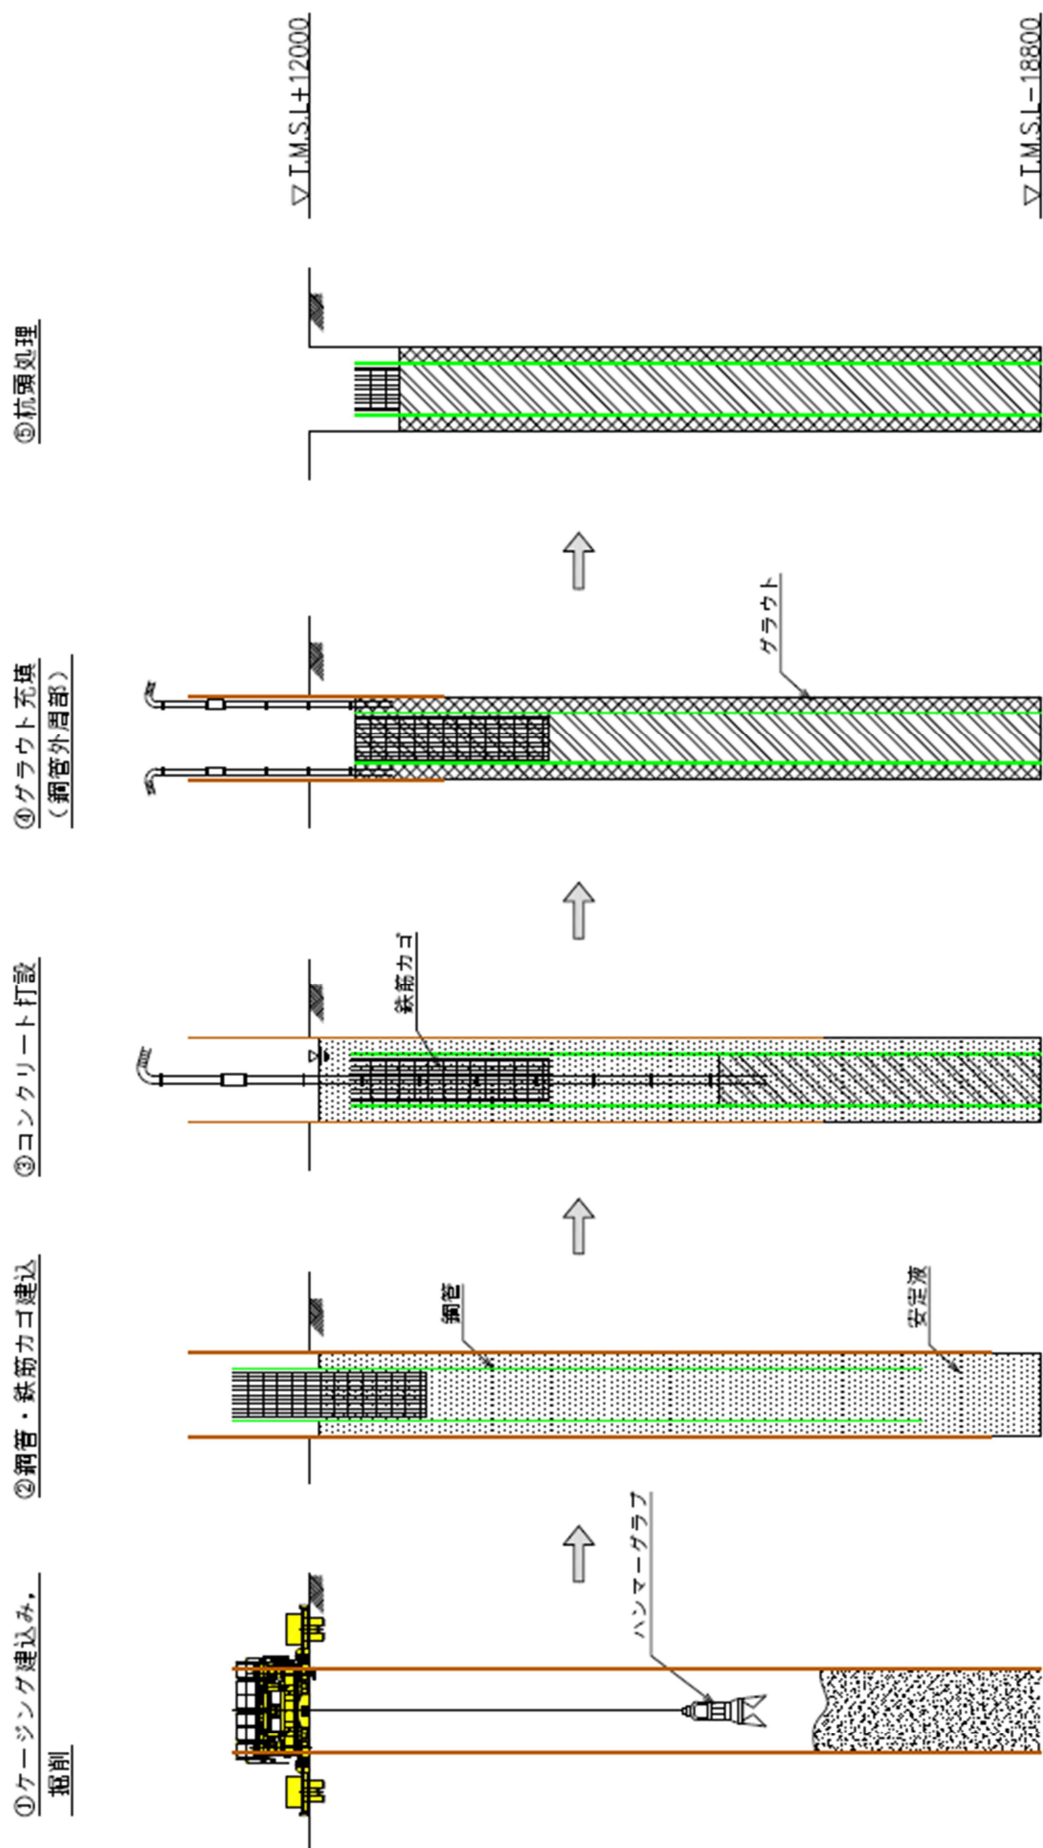 ①ケージング建込み,
掘削
②鋼管・鉄筋カゴ建込
③コンクリート打設
④グラウト充填
(鋼管外周部)
⑤杭頭処理
▽T.M.S.L+12000
ハンマーグラブ
鋼管
安定液
鉄筋カゴ
グラウト
▽T.M.S.L-18800